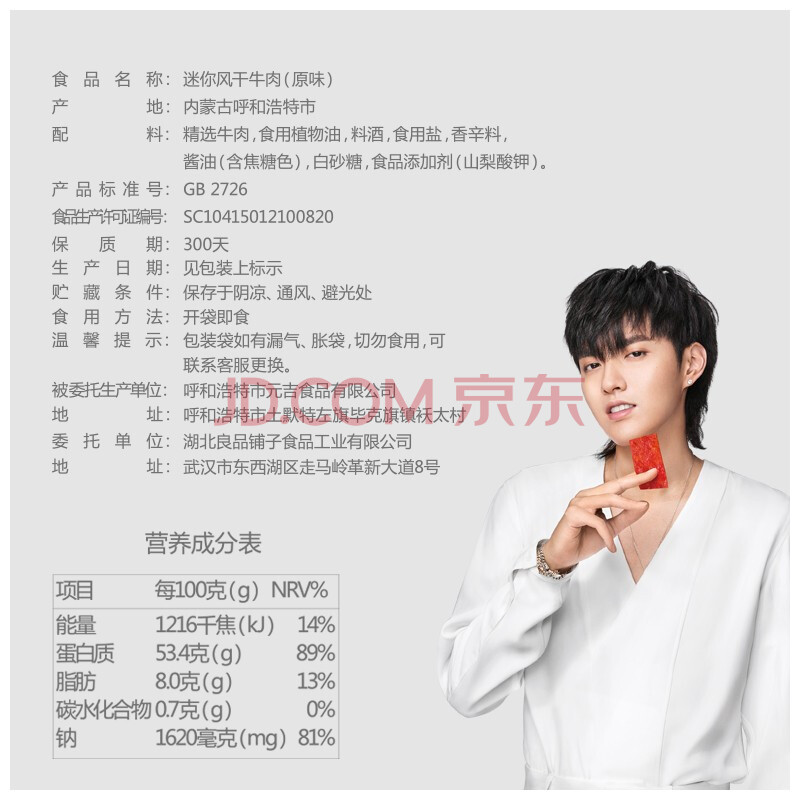 食品名称：迷你风干牛肉(原味)
产地：内蒙古呼和浩特市
配料：精选牛肉,食用植物油,料酒,食用盐,香辛料,
酱油(含焦糖色),白砂糖,食品添加剂(山梨酸钾)。
产品标准号：GB 2726
食品生产许可证编号：SC10415012100820
保质期：300天
生产日期：见包装上标示
贮藏条件：保存于阴凉、通风、避光处
食用方法：开袋即食
温馨提示：包装袋如有漏气、胀袋,切勿食用,可
联系客服更换。
被委托生产单位：呼和浩特市元吉食品有限公司
JD.COM 京东
地址：呼和浩特市土默特左旗毕克旗镇袄太村
委托单位：湖北良品铺子食品工业有限公司
地址：武汉市东西湖区走马岭革新大道8号
营养成分表
项目 每100克(g) NRV%
能量 1216千焦(kJ) 14%
蛋白质 53.4克(g) 89%
脂肪 8.0克(g) 13%
碳水化合物 0.7克(g) 0%
钠 1620毫克(mg) 81%